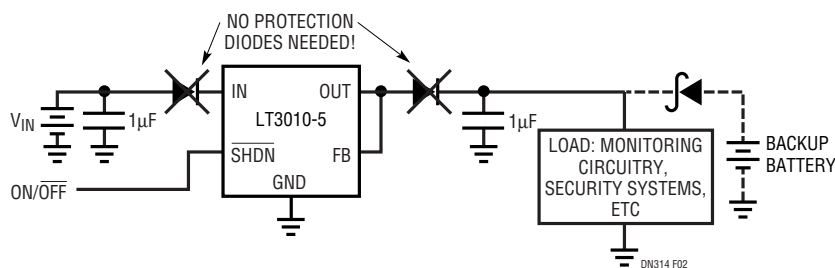 NO PROTECTION
DIODES NEEDED!
IN
OUT
VIN
1µF
LT3010-5
1µF
SHDN
FB
LOAD: MONITORING
CIRCUITRY,
SECURITY SYSTEMS,
ETC
BACKUP
BATTERY
GND
ON/OFF
DN314 F02